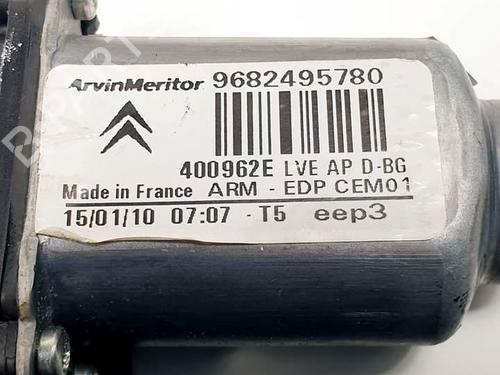 ArvinMeritor 9682495780
400962E LVE AP D-BG
Made in France ARM - EDP CEM01
15/01/10 07:07 - T5 eep3